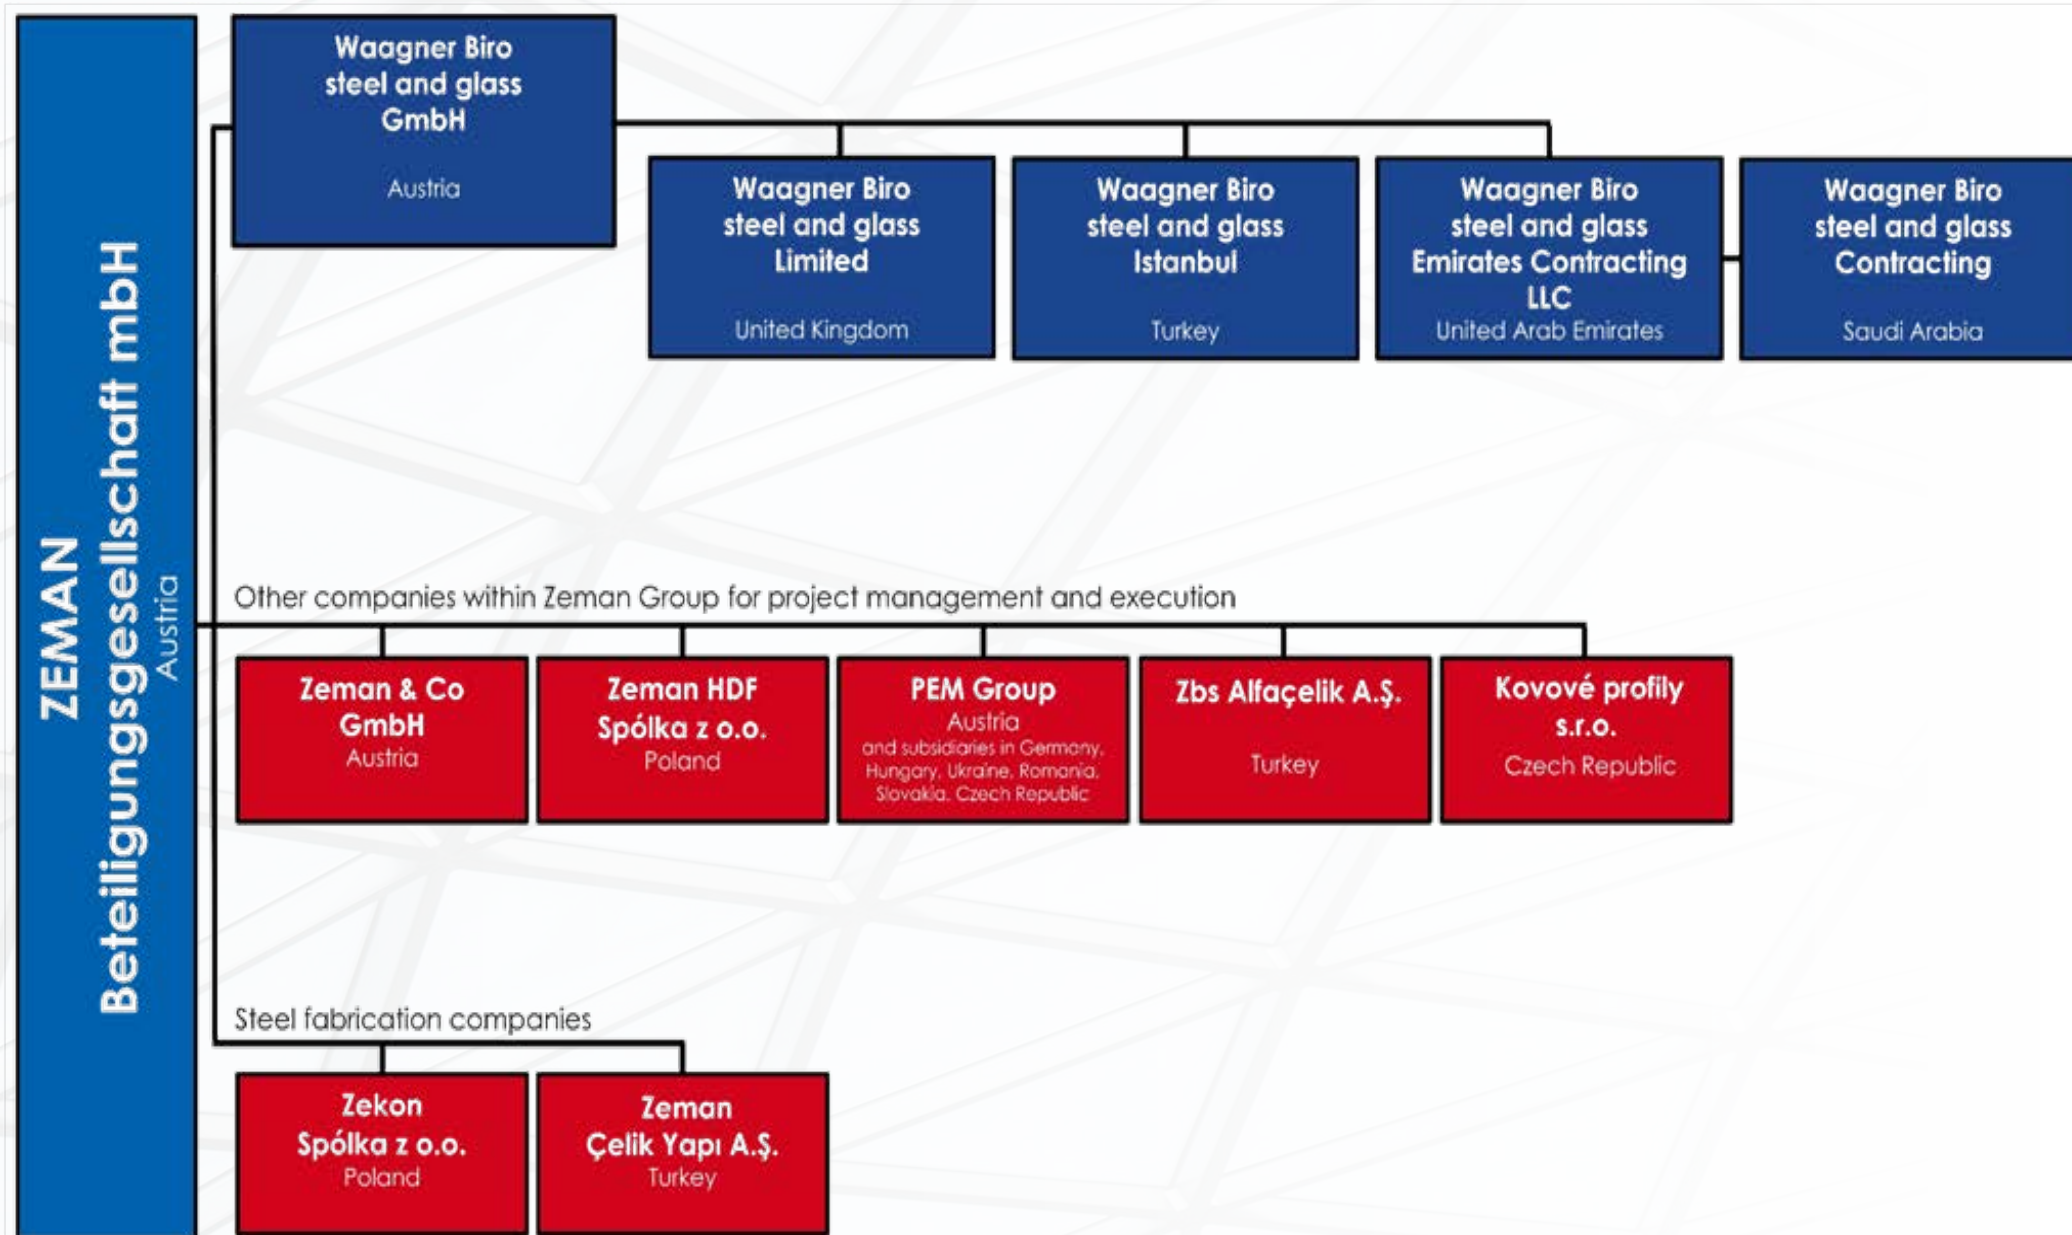 ZEMAN
Beteiligungsgesellschaft mbH
Austria
Waagner Biro
steel and glass
GmbH
Austria
Waagner Biro
steel and glass
Limited
United Kingdom
Waagner Biro
steel and glass
Istanbul
Turkey
Waagner Biro
steel and glass
Emirates Contracting
LLC
United Arab Emirates
Waagner Biro
steel and glass
Contracting
Saudi Arabia
Other companies within Zeman Group for project management and execution
Zeman & Co
GmbH
Austria
Zeman HDF
Spólka z o.o.
Poland
PEM Group
Austria
and subsidiaries in Germany,
Hungary, Ukraine, Romania,
Slovakia, Czech Republic
Zbs Alfaçelik A.Ş.
Turkey
Kovové profily
s.r.o.
Czech Republic
Steel fabrication companies
Zekon
Spólka z o.o.
Poland
Zeman
Çelik Yapı A.Ş.
Turkey